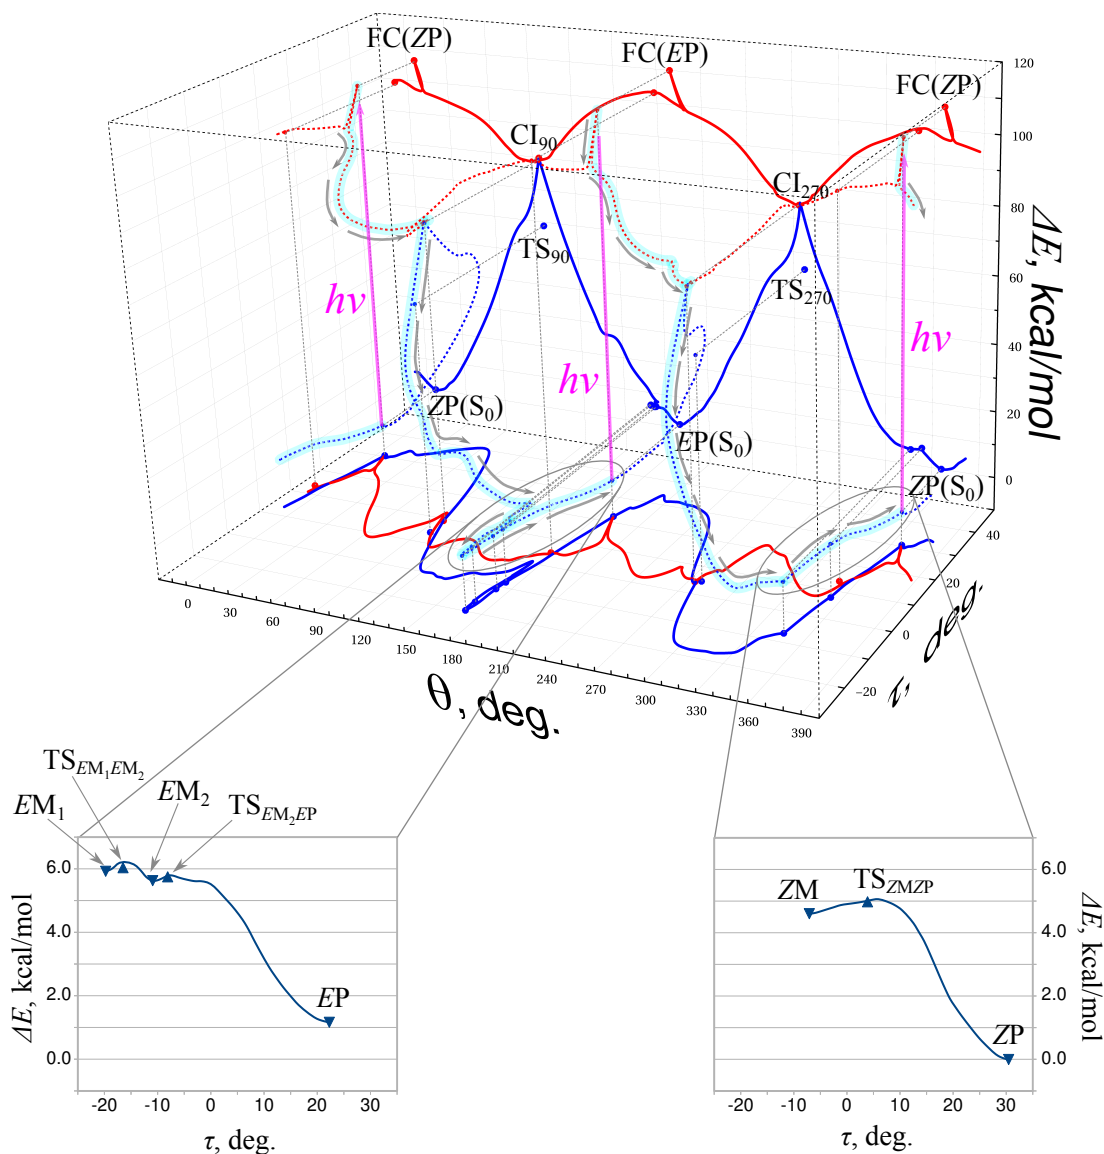 FC(ZP)
FC(EP)
FC(ZP)
CI90
CI270
TS90
TS270
hν
hν
hν
ZP(S0)
EP(S0)
ZP(S0)
120
100
80
60
40
20
0
ΔE, kcal/mol
40
20
0
−20
τ, deg.
0
30
60
90
120
150
180
210
240
270
300
330
360
390
θ, deg.
TSEM1EM2
EM1
EM2
TSEM2EP
EP
6.0
4.0
2.0
0.0
ΔE, kcal/mol
-20
-10
0
10
20
30
τ, deg.
ZM
TSZMZP
ZP
6.0
4.0
2.0
0.0
ΔE, kcal/mol
-20
-10
0
10
20
30
τ, deg.